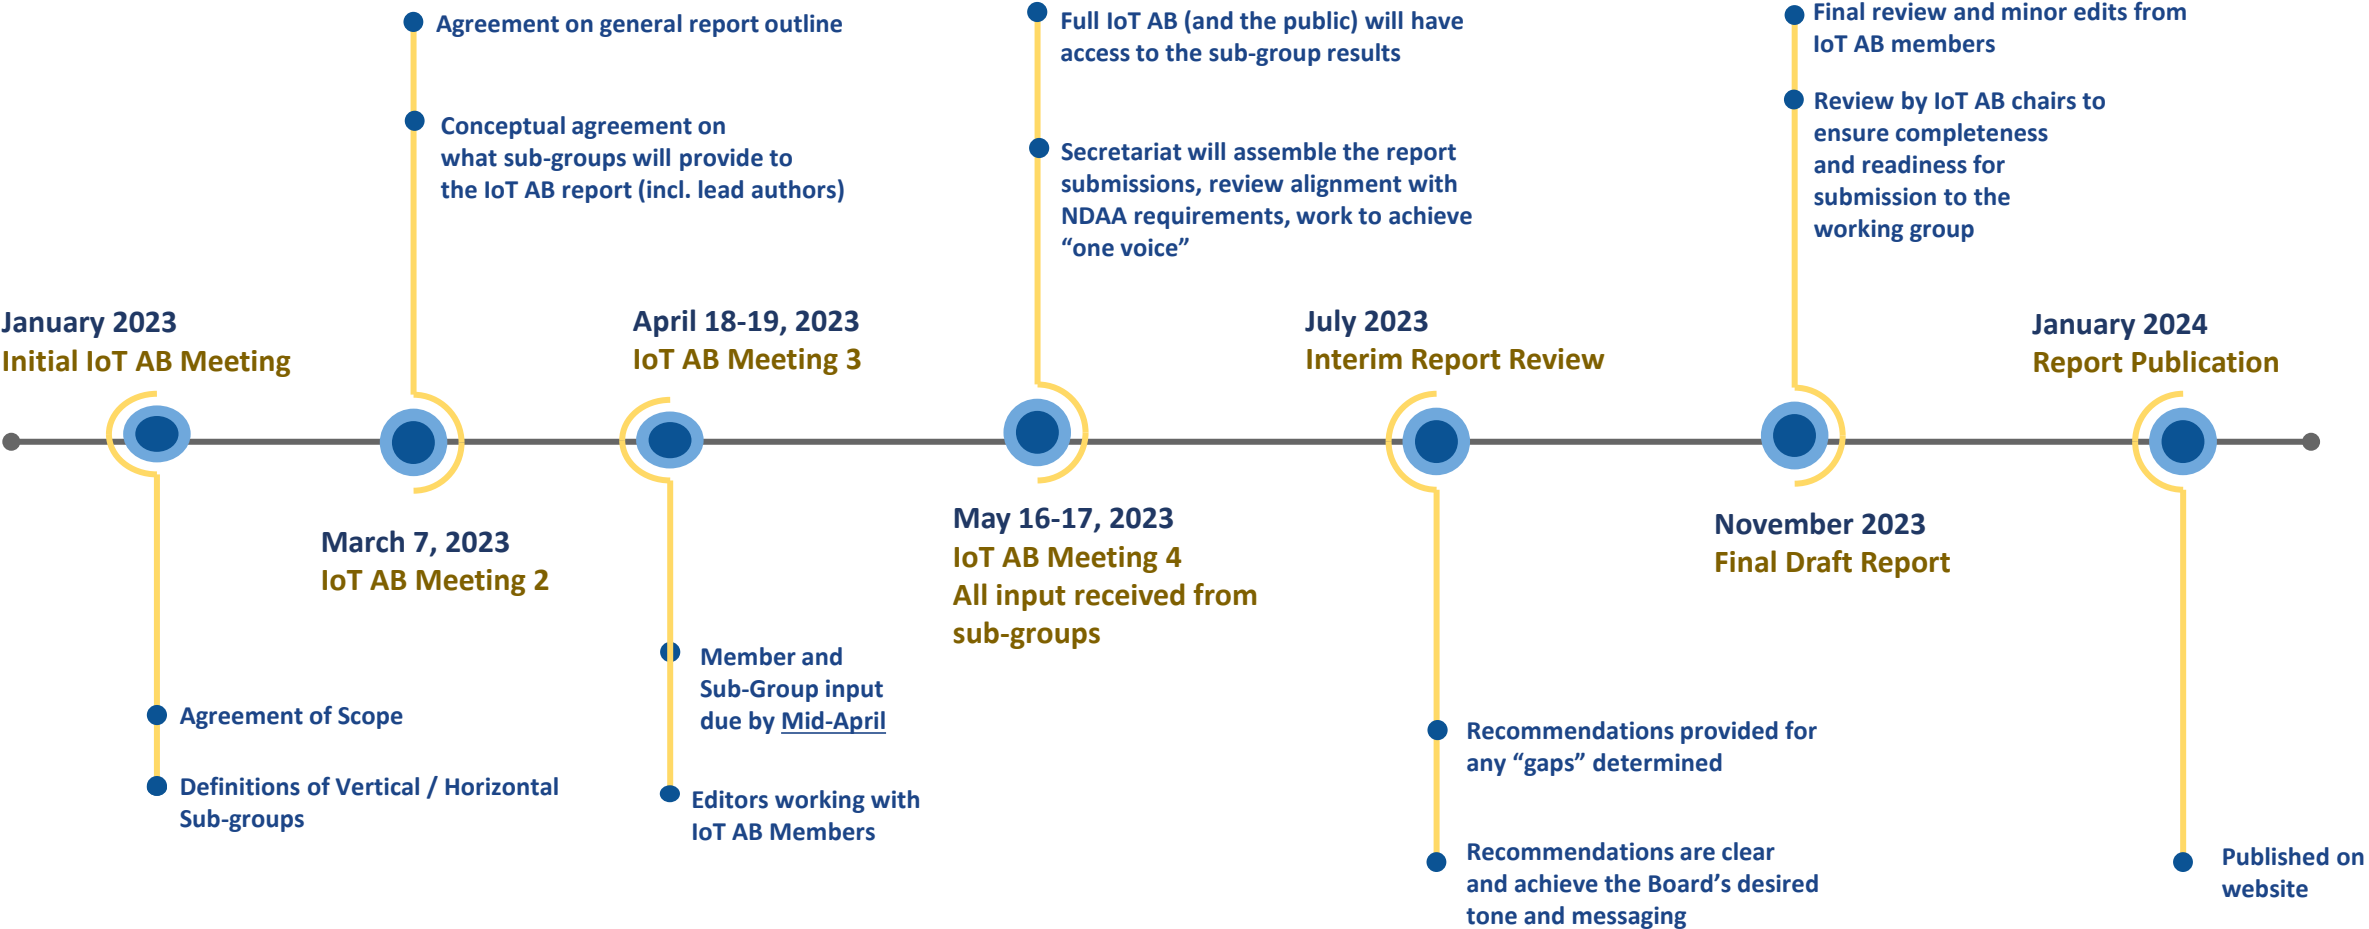 Agreement on general report outline
Conceptual agreement on
what sub-groups will provide to
the IoT AB report (incl. lead authors)
Full IoT AB (and the public) will have
access to the sub-group results
Secretariat will assemble the report
submissions, review alignment with
NDAA requirements, work to achieve
“one voice”
Final review and minor edits from
IoT AB members
Review by IoT AB chairs to
ensure completeness
and readiness for
submission to the
working group
January 2023
Initial IoT AB Meeting
April 18-19, 2023
IoT AB Meeting 3
July 2023
Interim Report Review
January 2024
Report Publication
March 7, 2023
IoT AB Meeting 2
May 16-17, 2023
IoT AB Meeting 4
All input received from
sub-groups
November 2023
Final Draft Report
Agreement of Scope
Definitions of Vertical / Horizontal
Sub-groups
Member and
Sub-Group input
due by Mid-April
Editors working with
IoT AB Members
Recommendations provided for
any “gaps” determined
Recommendations are clear
and achieve the Board’s desired
tone and messaging
Published on
website